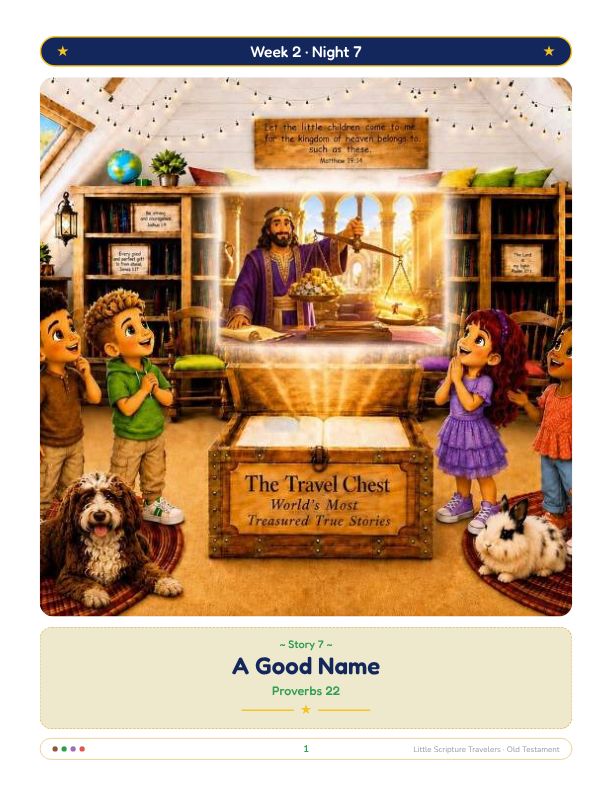 Week 2 · Night 7
Let the little children come to me
for the kingdom of heaven belongs to
such as these.
Matthew 19:14
Be strong
and courageous.
Joshua 1:9
Every good
and perfect gift
is from above.
James 1:17
The Lord
is
my light.
Psalm 27:1
The Travel Chest
World's Most
Treasured True Stories
~ Story 7 ~
A Good Name
Proverbs 22
1
Little Scripture Travelers · Old Testament